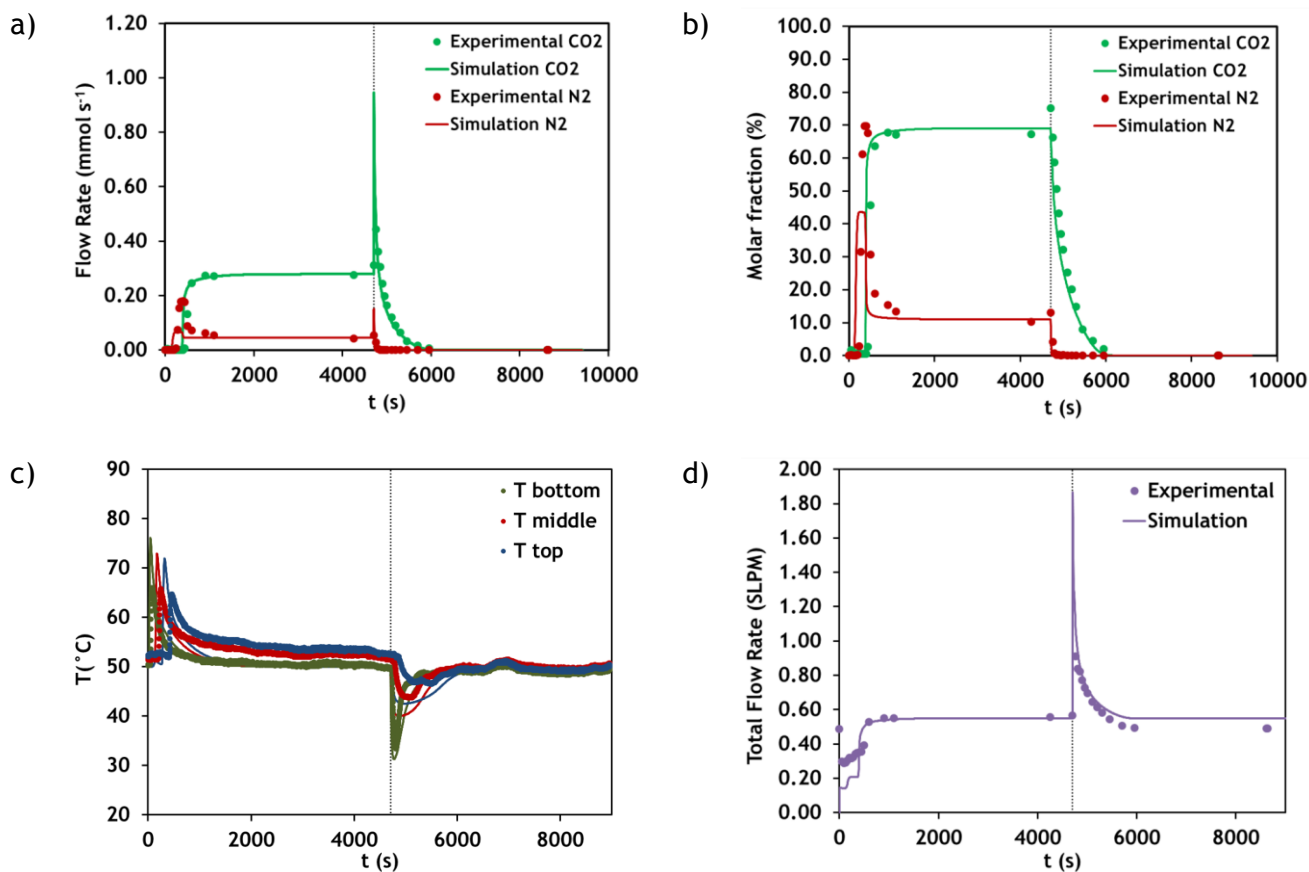 a)
Flow Rate (mmol s⁻¹)
1.20
1.00
0.80
0.60
0.40
0.20
0.00
Experimental CO2
Simulation CO2
Experimental N2
Simulation N2
0 2000 4000 6000 8000 10000
t (s)
b)
Molar fraction (%)
100.0
90.0
80.0
70.0
60.0
50.0
40.0
30.0
20.0
10.0
0.0
Experimental CO2
Simulation CO2
Experimental N2
Simulation N2
0 2000 4000 6000 8000 10000
t (s)
c)
T(°C)
90
80
70
60
50
40
30
20
T bottom
T middle
T top
0 2000 4000 6000 8000
t (s)
d)
Total Flow Rate (SLPM)
2.00
1.80
1.60
1.40
1.20
1.00
0.80
0.60
0.40
0.20
0.00
Experimental
Simulation
0 2000 4000 6000 8000
t (s)